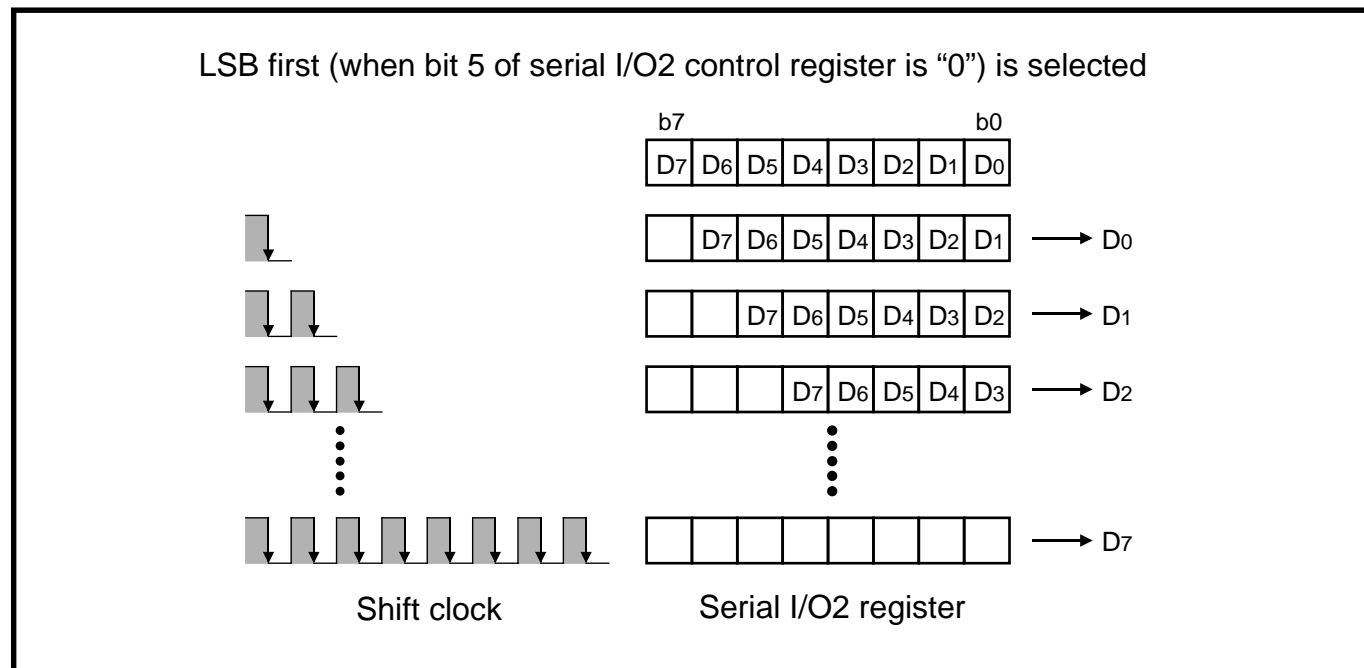 LSB first (when bit 5 of serial I/O2 control register is “0”) is selected
b7 b0
D7 D6 D5 D4 D3 D2 D1 D0
D7 D6 D5 D4 D3 D2 D1 D0
D7 D6 D5 D4 D3 D2 D1
D7 D6 D5 D4 D3 D2
D7
Shift clock Serial I/O2 register